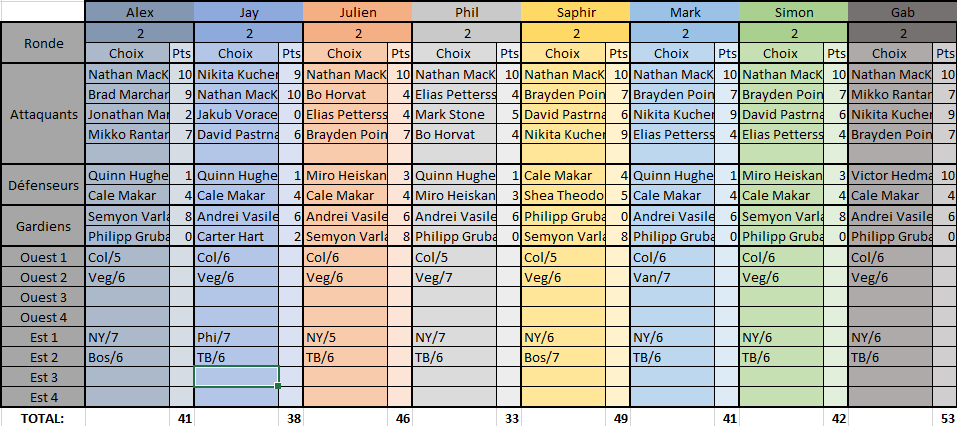 Alex Jay Julien Phil Saphir Mark Simon Gab
Ronde 2 2 2 2 2 2 2 2
Choix Pts Choix Pts Choix Pts Choix Pts Choix Pts Choix Pts Choix Pts Choix Pts
Attaquants
Nathan MacK 10 Nikita Kucher 9 Nathan MacK 10 Nathan MacK 10 Nathan MacK 10 Nathan MacK 10 Nathan MacK 10 Nathan MacK 10
Brad Marchan 9 Nathan MacK 10 Bo Horvat 4 Elias Petterss 4 Brayden Poin 7 Brayden Poin 7 Brayden Poin 7 Mikko Rantar 7
Jonathan Mar 2 Jakub Vorace 0 Elias Petterss 4 Mark Stone 5 David Pastrna 6 Nikita Kucher 9 David Pastrna 6 Nikita Kucher 9
Mikko Rantar 7 David Pastrna 6 Brayden Poin 7 Bo Horvat 4 Nikita Kucher 9 Elias Petterss 4 Elias Petterss 4 Brayden Poin 7
Défenseurs
Quinn Hughe 1 Quinn Hughe 1 Miro Heiskan 3 Quinn Hughe 1 Cale Makar 4 Quinn Hughe 1 Miro Heiskan 3 Victor Hedma 10
Cale Makar 4 Cale Makar 4 Cale Makar 4 Miro Heiskan 3 Shea Theodo 5 Cale Makar 4 Cale Makar 4 Cale Makar 4
Gardiens
Semyon Varla 8 Andrei Vasile 6 Andrei Vasile 6 Andrei Vasile 6 Philipp Gruba 0 Andrei Vasile 6 Semyon Varla 8 Andrei Vasile 6
Philipp Gruba 0 Carter Hart 2 Semyon Varla 8 Philipp Gruba 0 Semyon Varla 8 Philipp Gruba 0 Philipp Gruba 0 Philipp Gruba 0
Ouest 1 Col/5 Col/6 Col/6 Col/5 Col/5 Col/6 Col/6 Col/6
Ouest 2 Veg/6 Veg/6 Veg/6 Veg/7 Veg/6 Van/7 Veg/6 Veg/6
Ouest 3
Ouest 4
Est 1 NY/7 Phi/7 NY/5 NY/7 NY/6 NY/6 NY/6 NY/6
Est 2 Bos/6 TB/6 TB/6 TB/6 Bos/7 TB/6 TB/6 TB/6
Est 3
Est 4
TOTAL: 41 38 46 33 49 41 42 53